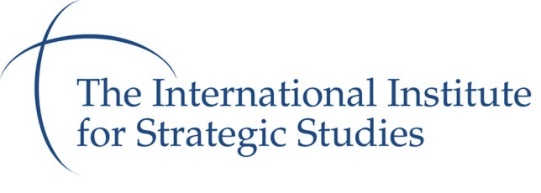 The International Institute
for Strategic Studies